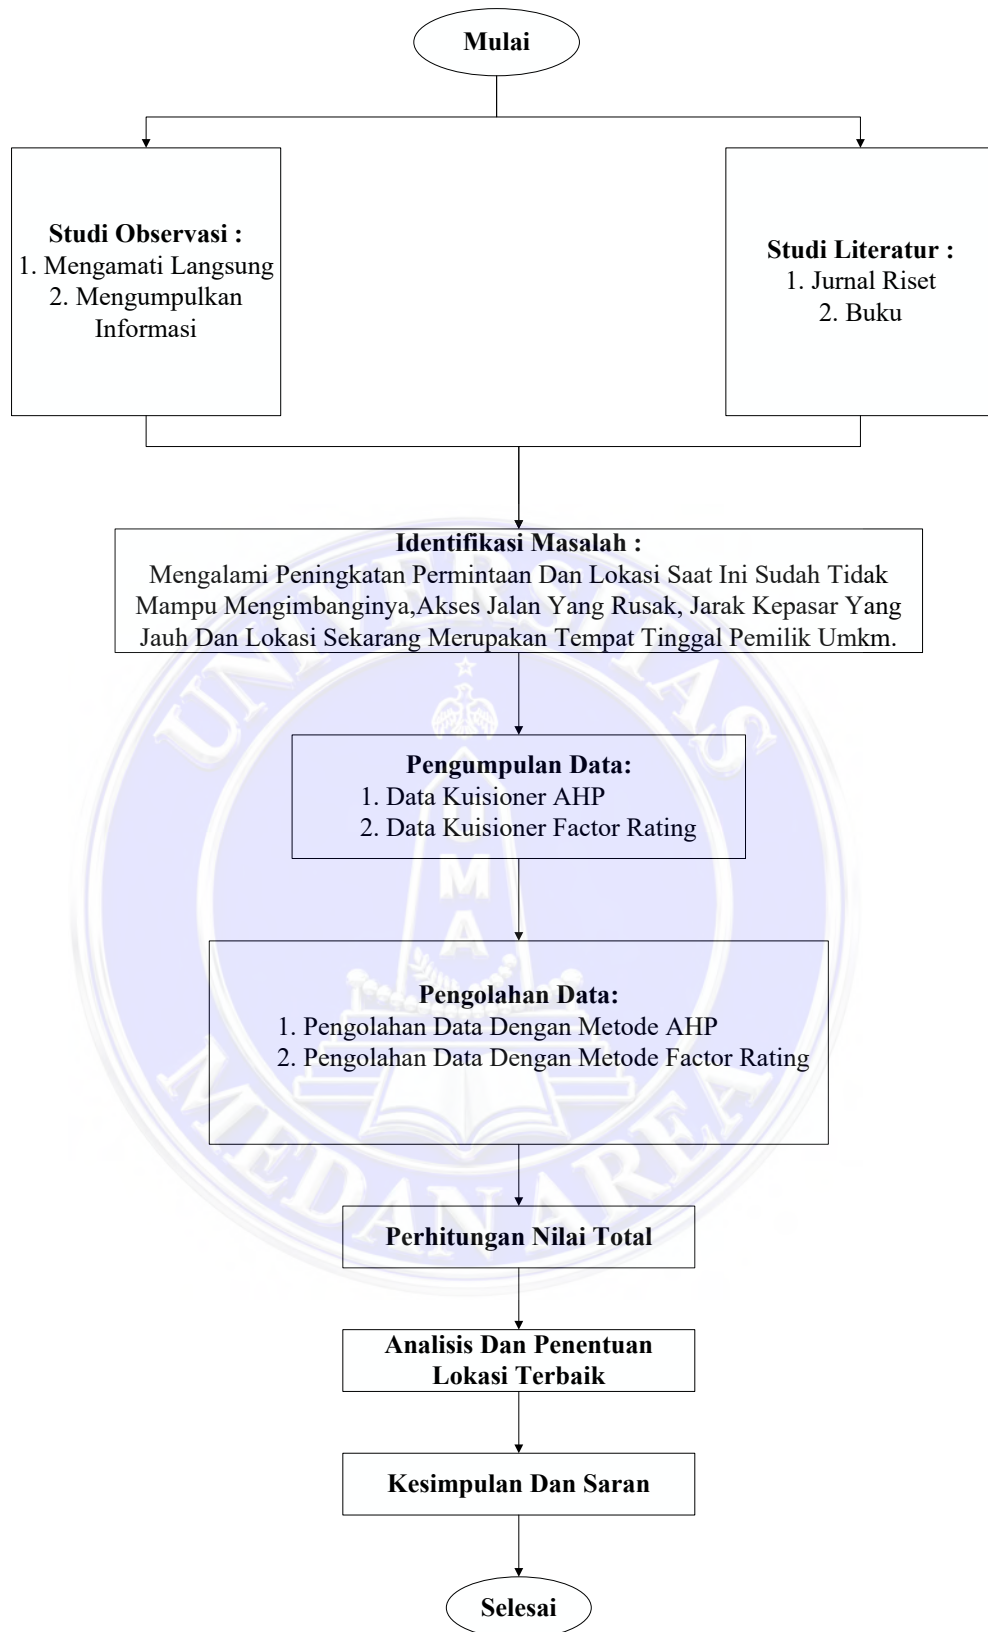 Mulai
Studi Observasi :
1. Mengamati Langsung
2. Mengumpulkan
Informasi
Studi Literatur :
1. Jurnal Riset
2. Buku
Identifikasi Masalah :
Mengalami Peningkatan Permintaan Dan Lokasi Saat Ini Sudah Tidak
Mampu Mengimbanginya,Akses Jalan Yang Rusak, Jarak Kepasar Yang
Jauh Dan Lokasi Sekarang Merupakan Tempat Tinggal Pemilik Umkm.
Pengumpulan Data:
1. Data Kuisioner AHP
2. Data Kuisioner Factor Rating
Pengolahan Data:
1. Pengolahan Data Dengan Metode AHP
2. Pengolahan Data Dengan Metode Factor Rating
Perhitungan Nilai Total
Analisis Dan Penentuan
Lokasi Terbaik
Kesimpulan Dan Saran
Selesai
UNIVERSITAS
MEDAN AREA
UMA